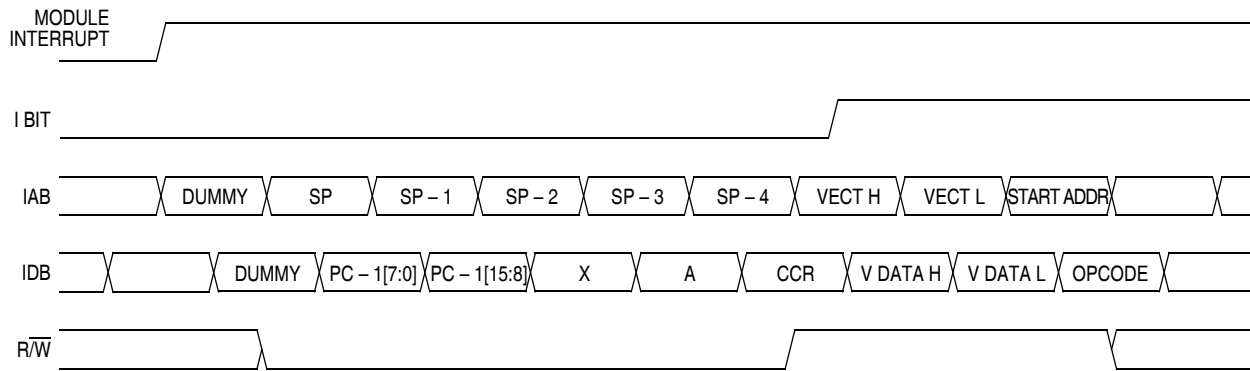 MODULE
INTERRUPT
I BIT
IAB DUMMY SP SP – 1 SP – 2 SP – 3 SP – 4 VECT H VECT L START ADDR
IDB DUMMY PC – 1[7:0] PC – 1[15:8] X A CCR V DATA H V DATA L OPCODE
R/W̅